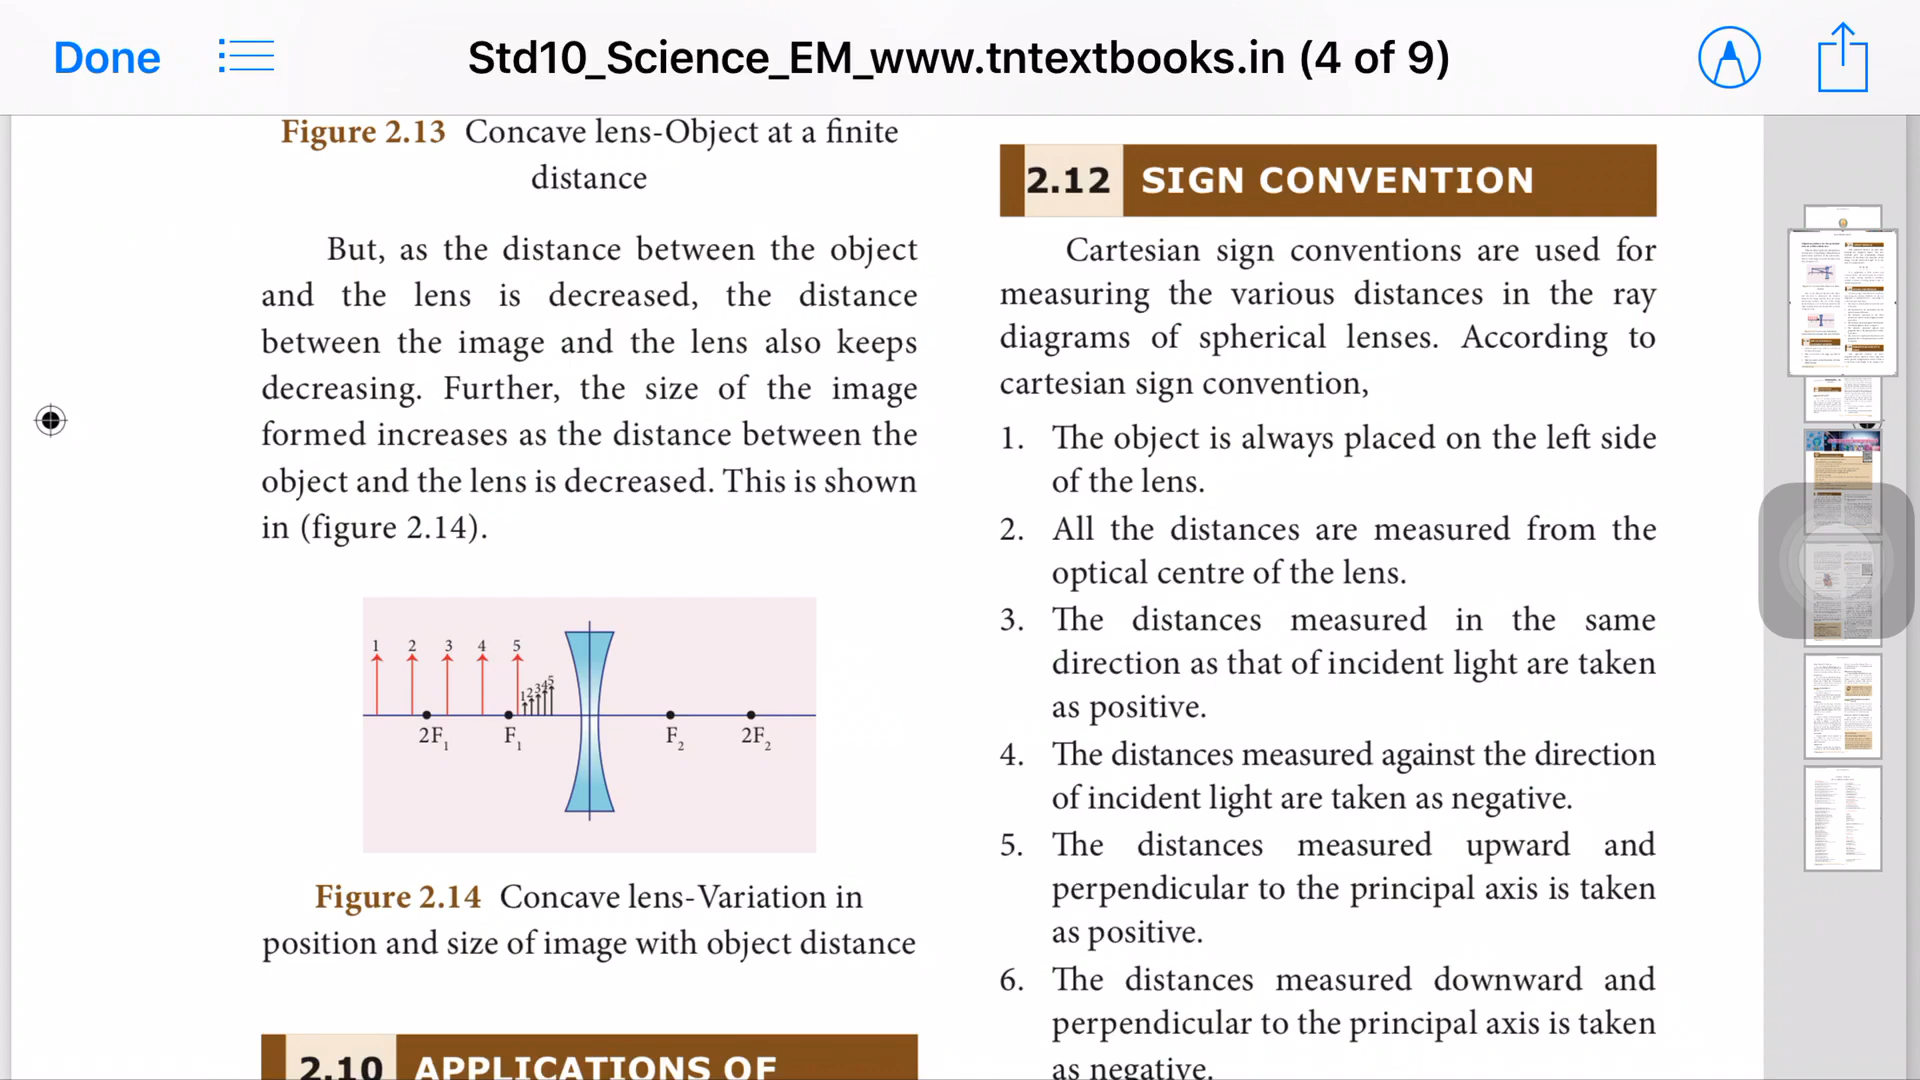 Done
Std10_Science_EM_www.tntextbooks.in (4 of 9)
Figure 2.13 Concave lens-Object at a finite
distance
But, as the distance between the object
and the lens is decreased, the distance
between the image and the lens also keeps
decreasing. Further, the size of the image
formed increases as the distance between the
object and the lens is decreased. This is shown
in (figure 2.14).
1 2 3 4 5
1 2 3 4 5
2F₁ F₁ F₂ 2F₂
Figure 2.14 Concave lens-Variation in
position and size of image with object distance
2.10 APPLICATIONS OF
2.12 SIGN CONVENTION
Cartesian sign conventions are used for
measuring the various distances in the ray
diagrams of spherical lenses. According to
cartesian sign convention,
1. The object is always placed on the left side
of the lens.
2. All the distances are measured from the
optical centre of the lens.
3. The distances measured in the same
direction as that of incident light are taken
as positive.
4. The distances measured against the direction
of incident light are taken as negative.
5. The distances measured upward and
perpendicular to the principal axis is taken
as positive.
6. The distances measured downward and
perpendicular to the principal axis is taken
as negative.